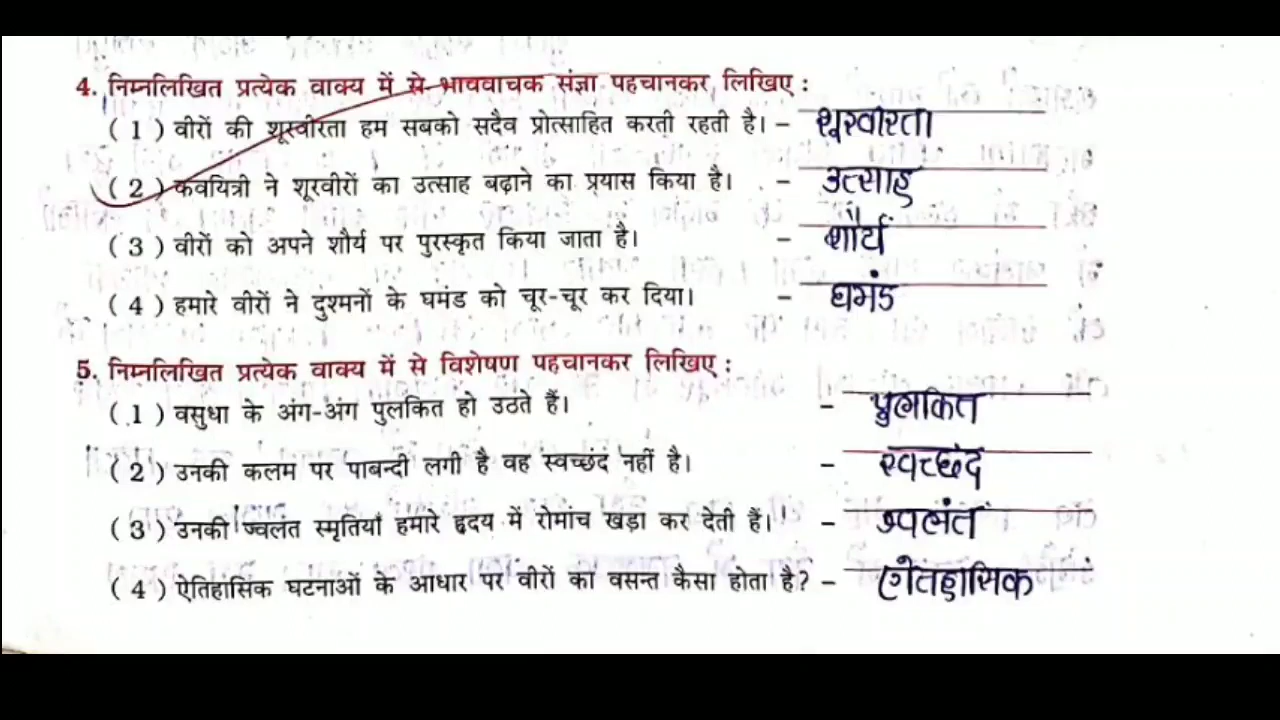 4. निम्नलिखित प्रत्येक वाक्य में से भाववाचक संज्ञा पहचानकर लिखिए :
( 1 ) वीरों की शूरवीरता हम सबको सदैव प्रोत्साहित करती रहती है। – शूरवीरता
( 2 ) कवयित्री ने शूरवीरों का उत्साह बढ़ाने का प्रयास किया है। – उत्साह
( 3 ) वीरों को अपने शौर्य पर पुरस्कृत किया जाता है। – शौर्य
( 4 ) हमारे वीरों ने दुश्मनों के घमंड को चूर-चूर कर दिया। – घमंड
5. निम्नलिखित प्रत्येक वाक्य में से विशेषण पहचानकर लिखिए :
( 1 ) वसुधा के अंग-अंग पुलकित हो उठते हैं। – पुलकित
( 2 ) उनकी कलम पर पाबन्दी लगी है वह स्वच्छंद नहीं है। – स्वच्छंद
( 3 ) उनकी ज्वलंत स्मृतियाँ हमारे हृदय में रोमांच खड़ा कर देती हैं। – ज्वलंत
( 4 ) ऐतिहासिक घटनाओं के आधार पर वीरों का वसन्त कैसा होता है? – ऐतिहासिक